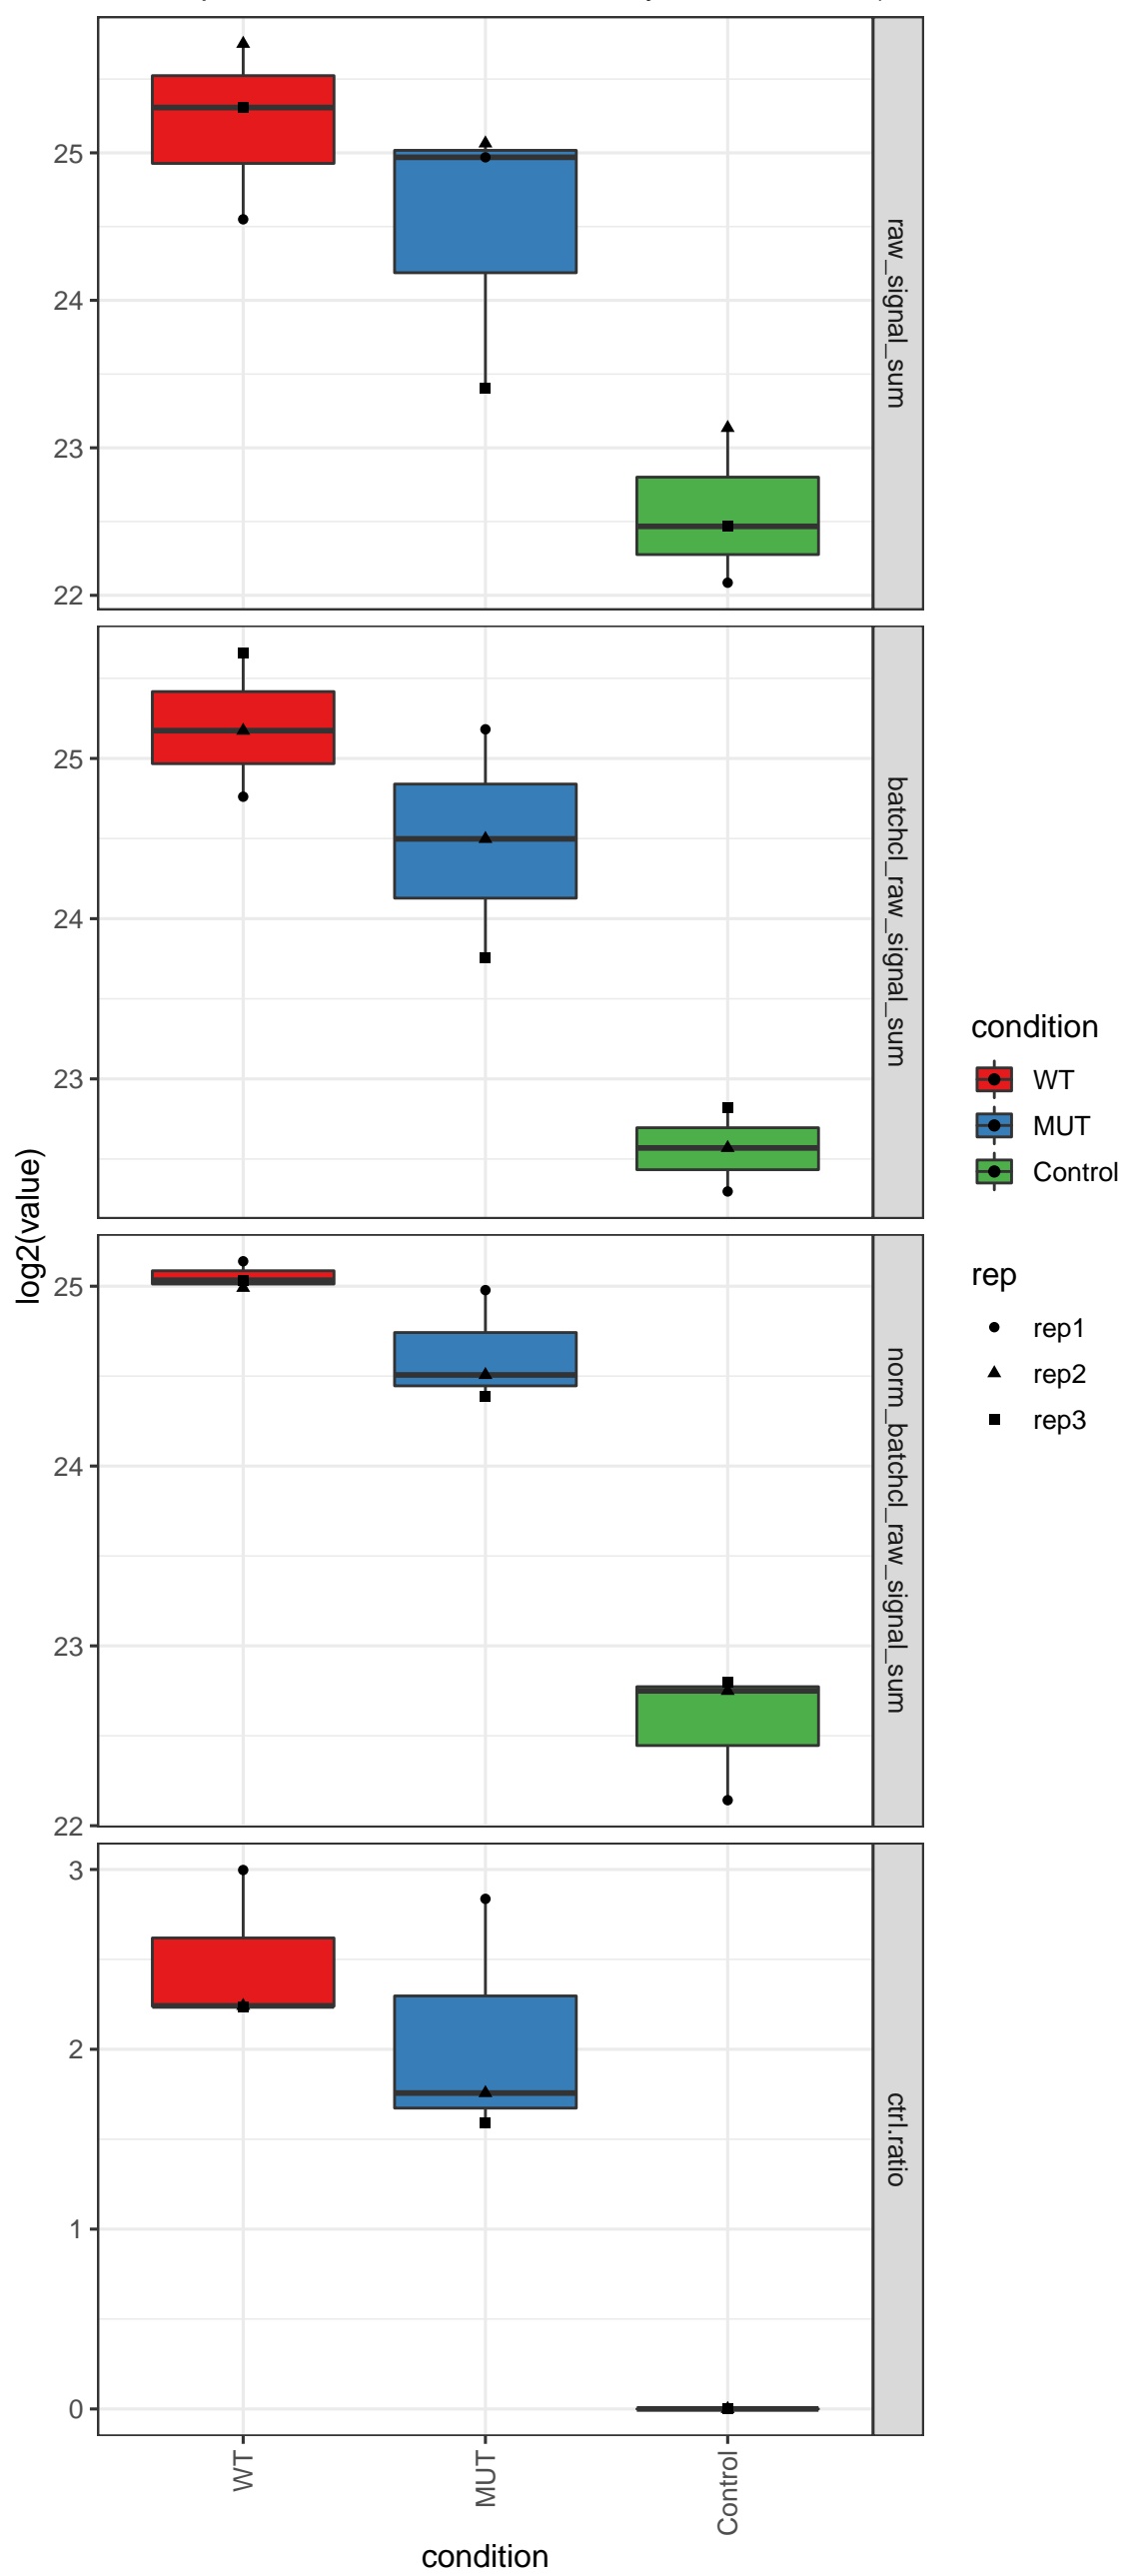 25
24
23
22
raw_signal_sum
25
24
23
batchcl_raw_signal_sum
25
24
23
22
norm_batchcl_raw_signal_sum
3
2
1
0
ctrl.ratio
log2(value)
WT
MUT
Control
condition
condition
WT
MUT
Control
rep
rep1
rep2
rep3